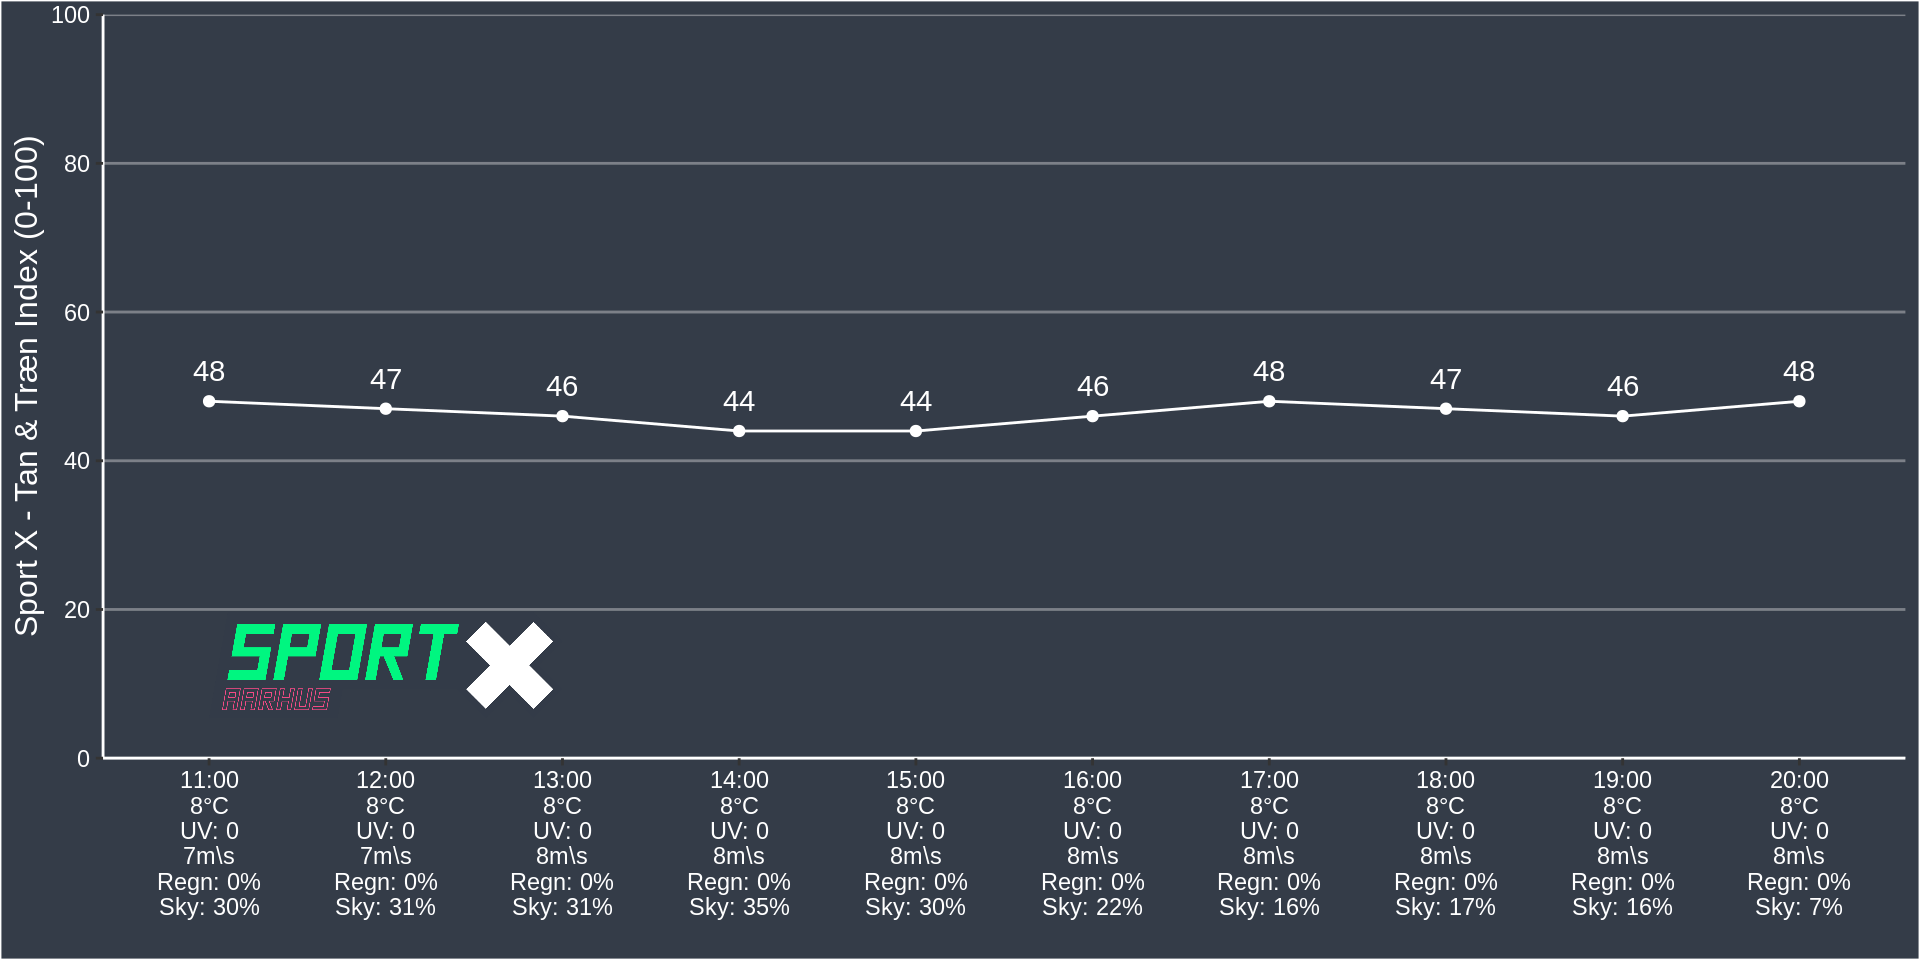 Sport X - Tan & Træn Index (0-100)
100
80
60
40
20
0
48
47
46
44
44
46
48
47
46
48
SPORT
AARHUS
11:00
8°C
UV: 0
7m\s
Regn: 0%
Sky: 30%
12:00
8°C
UV: 0
7m\s
Regn: 0%
Sky: 31%
13:00
8°C
UV: 0
8m\s
Regn: 0%
Sky: 31%
14:00
8°C
UV: 0
8m\s
Regn: 0%
Sky: 35%
15:00
8°C
UV: 0
8m\s
Regn: 0%
Sky: 30%
16:00
8°C
UV: 0
8m\s
Regn: 0%
Sky: 22%
17:00
8°C
UV: 0
8m\s
Regn: 0%
Sky: 16%
18:00
8°C
UV: 0
8m\s
Regn: 0%
Sky: 17%
19:00
8°C
UV: 0
8m\s
Regn: 0%
Sky: 16%
20:00
8°C
UV: 0
8m\s
Regn: 0%
Sky: 7%